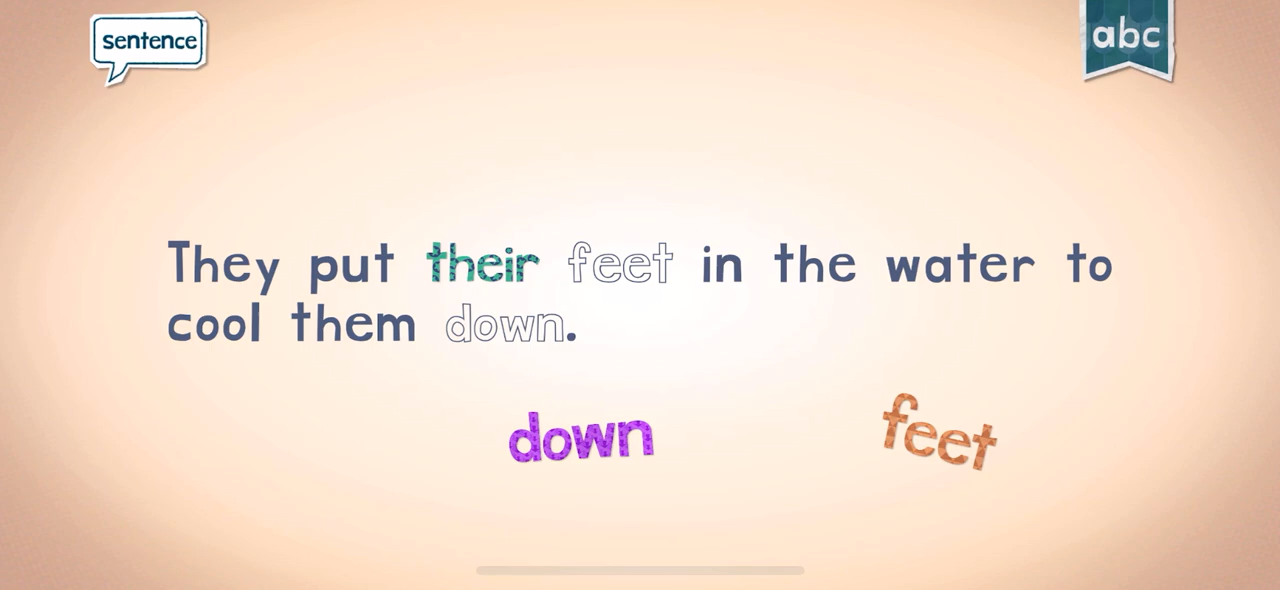 sentence
abc
They put their feet in the water to
cool them down.
down
feet